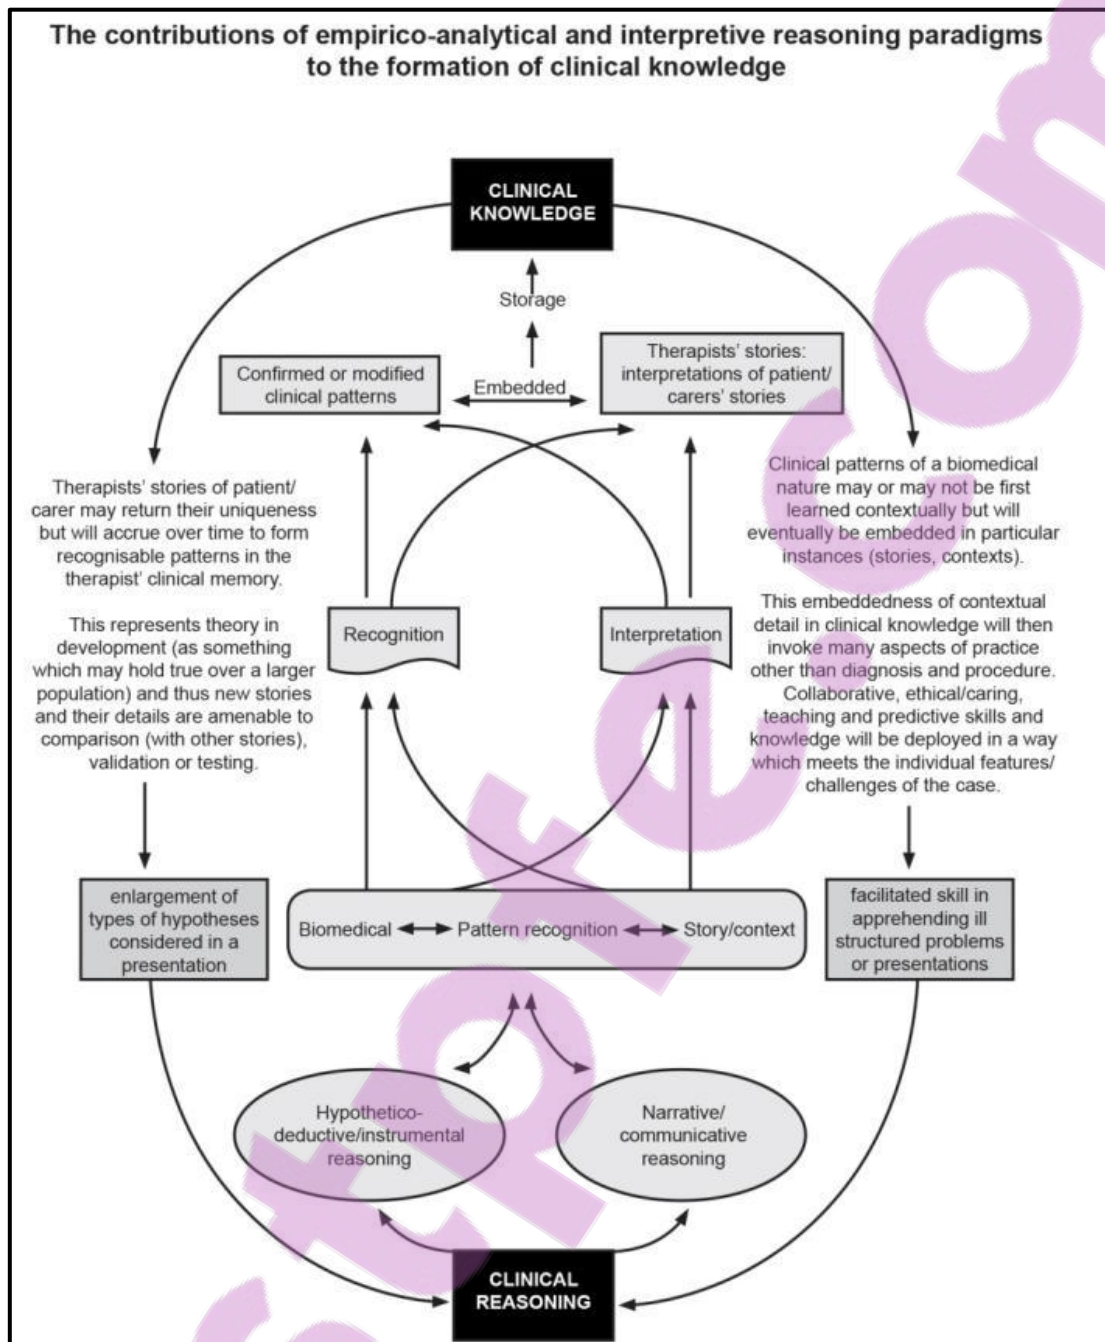 The contributions of empirico-analytical and interpretive reasoning paradigms
to the formation of clinical knowledge
CLINICAL
KNOWLEDGE
Storage
Confirmed or modified
clinical patterns
Embedded
Therapists' stories:
interpretations of patient/
carers' stories
Therapists' stories of patient/
carer may return their uniqueness
but will accrue over time to form
recognisable patterns in the
therapist' clinical memory.
This represents theory in
development (as something
which may hold true over a larger
population) and thus new stories
and their details are amenable to
comparison (with other stories),
validation or testing.
Clinical patterns of a biomedical
nature may or may not be first
learned contextually but will
eventually be embedded in particular
instances (stories, contexts).
This embeddedness of contextual
detail in clinical knowledge will then
invoke many aspects of practice
other than diagnosis and procedure.
Collaborative, ethical/caring,
teaching and predictive skills and
knowledge will be deployed in a way
which meets the individual features/
challenges of the case.
Recognition
Interpretation
enlargement of
types of hypotheses
considered in a
presentation
Biomedical
Pattern recognition
Story/context
facilitated skill in
apprehending ill
structured problems
or presentations
Hypothetico-
deductive/instrumental
reasoning
Narrative/
communicative
reasoning
CLINICAL
REASONING
stpfe.com